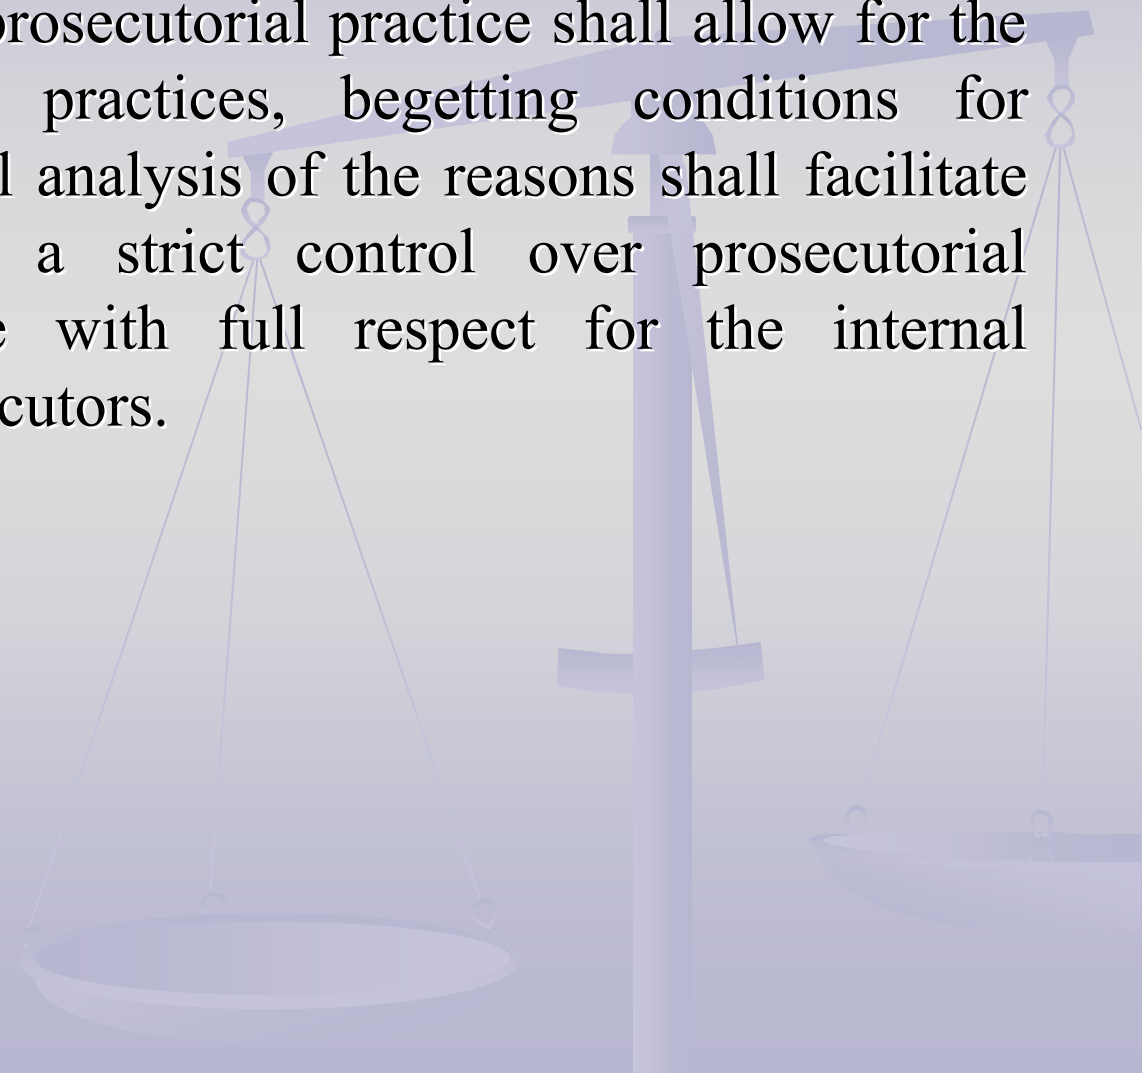 prosecutorial practice shall allow for the
practices, begetting conditions for
l analysis of the reasons shall facilitate
a strict control over prosecutorial
e with full respect for the internal
cutors.